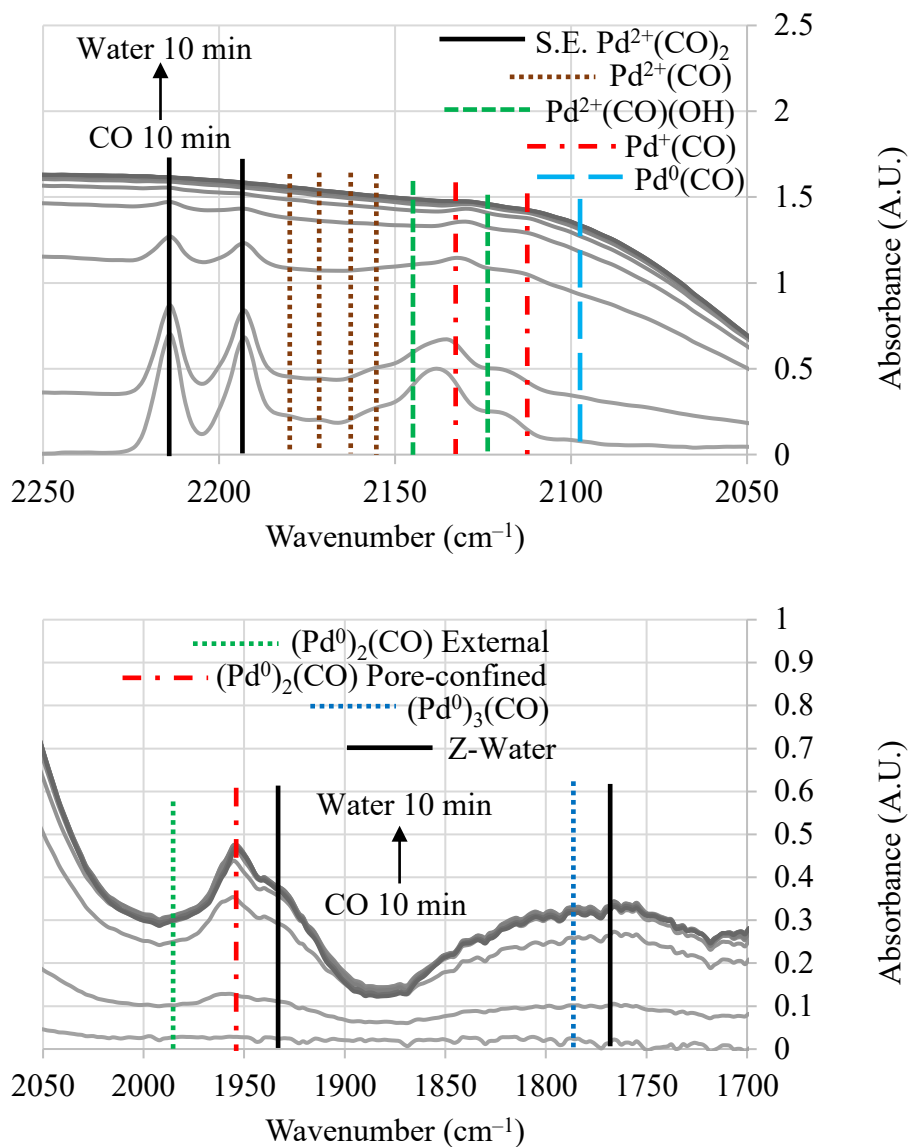 Water 10 min
CO 10 min
S.E. Pd²⁺(CO)₂
Pd²⁺(CO)
Pd²⁺(CO)(OH)
Pd⁺(CO)
Pd⁰(CO)
2.5
2
1.5
1
0.5
0
Absorbance (A.U.)
2250 2200 2150 2100 2050
Wavenumber (cm⁻¹)
(Pd⁰)₂(CO) External
(Pd⁰)₂(CO) Pore-confined
(Pd⁰)₃(CO)
Z-Water
Water 10 min
CO 10 min
1
0.9
0.8
0.7
0.6
0.5
0.4
0.3
0.2
0.1
0
Absorbance (A.U.)
2050 2000 1950 1900 1850 1800 1750 1700
Wavenumber (cm⁻¹)